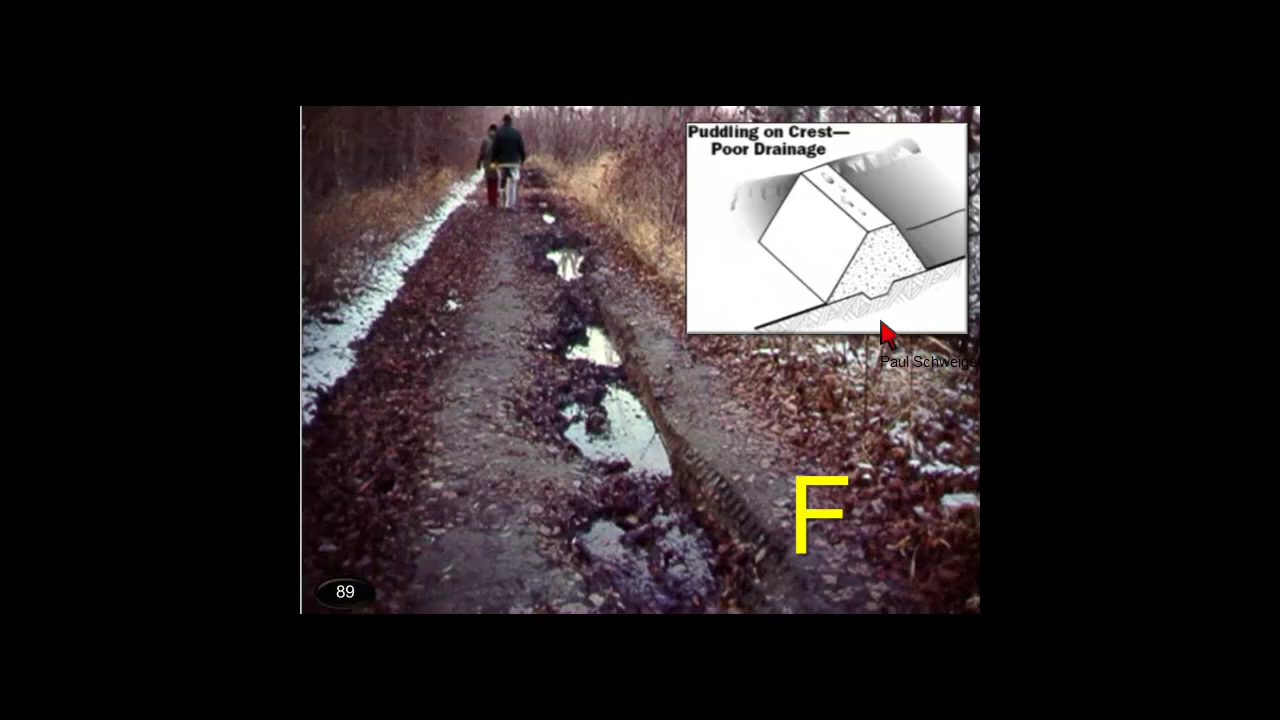 Puddling on Crest—
Poor Drainage
F
89